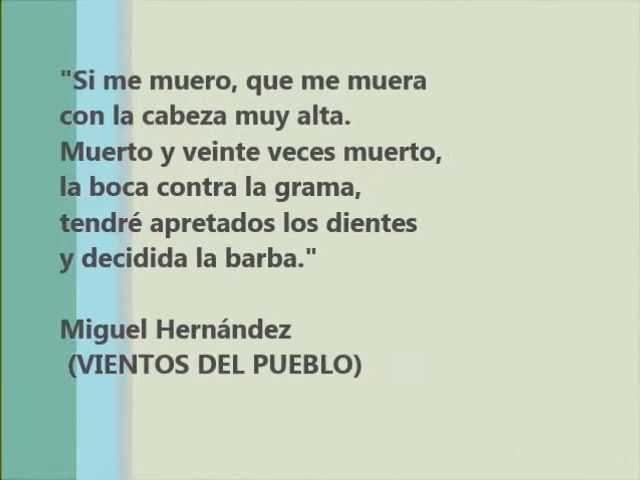 "Si me muero, que me muera
con la cabeza muy alta.
Muerto y veinte veces muerto,
la boca contra la grama,
tendré apretados los dientes
y decidida la barba."
Miguel Hernández
(VIENTOS DEL PUEBLO)